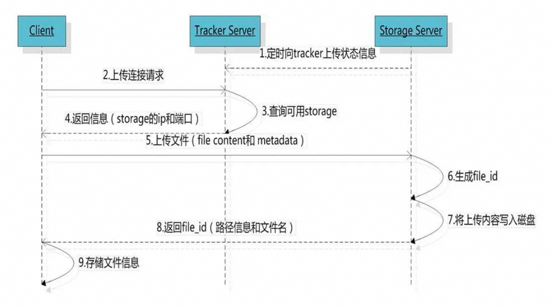 Client
Tracker Server
Storage Server
1.定时向tracker上传状态信息
2.上传连接请求
3.查询可用storage
4.返回信息（storage的ip和端口）
5.上传文件（file content和 metadata）
6.生成file_id
7.将上传内容写入磁盘
8.返回file_id（路径信息和文件名）
9.存储文件信息